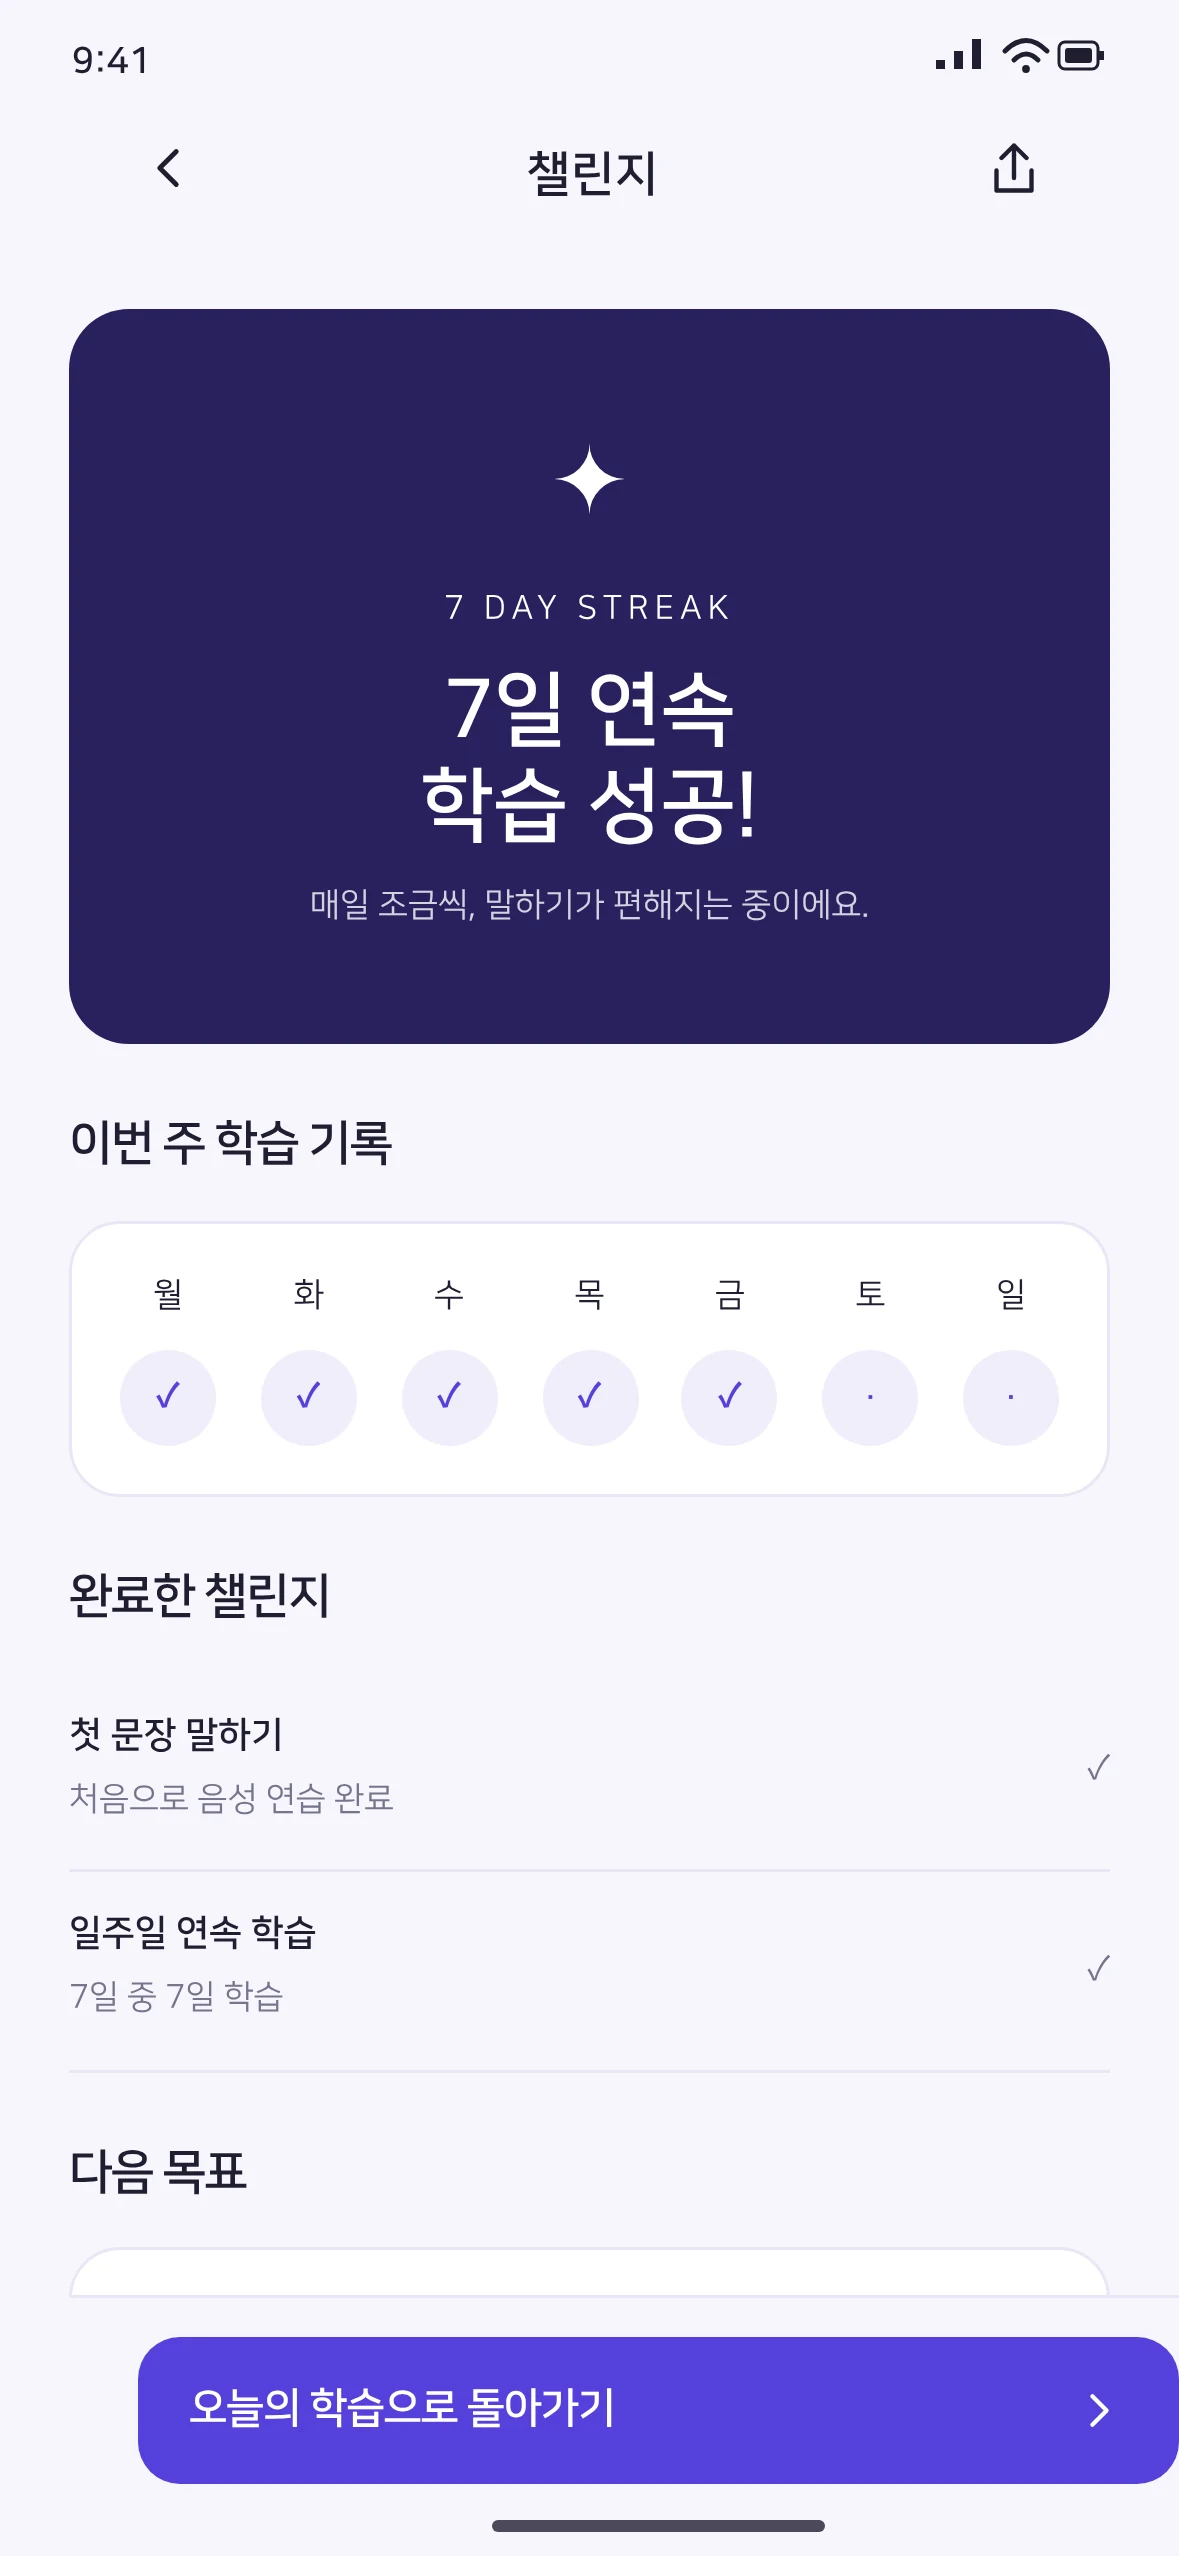 9:41
챌린지
7 DAY STREAK
7일 연속
학습 성공!
매일 조금씩, 말하기가 편해지는 중이에요.
이번 주 학습 기록
월 화 수 목 금 토 일
✓ ✓ ✓ ✓ ✓ · ·
완료한 챌린지
첫 문장 말하기
처음으로 음성 연습 완료
✓
일주일 연속 학습
7일 중 7일 학습
✓
다음 목표
오늘의 학습으로 돌아가기